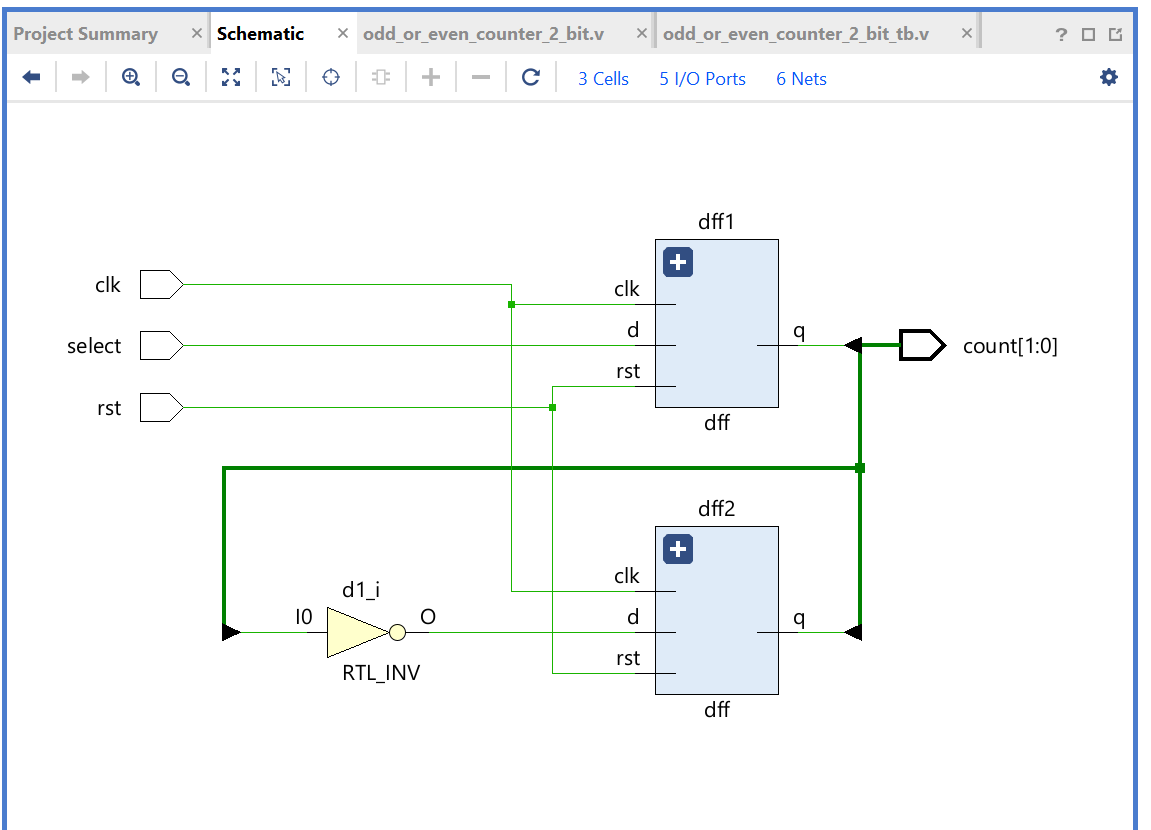 Project Summary × Schematic × odd_or_even_counter_2_bit.v × odd_or_even_counter_2_bit_tb.v × ?
3 Cells 5 I/O Ports 6 Nets
dff1
clk
clk
d
q
select
count[1:0]
rst
rst
dff
dff2
clk
d1_i
I0
O
d
q
rst
RTL_INV
dff